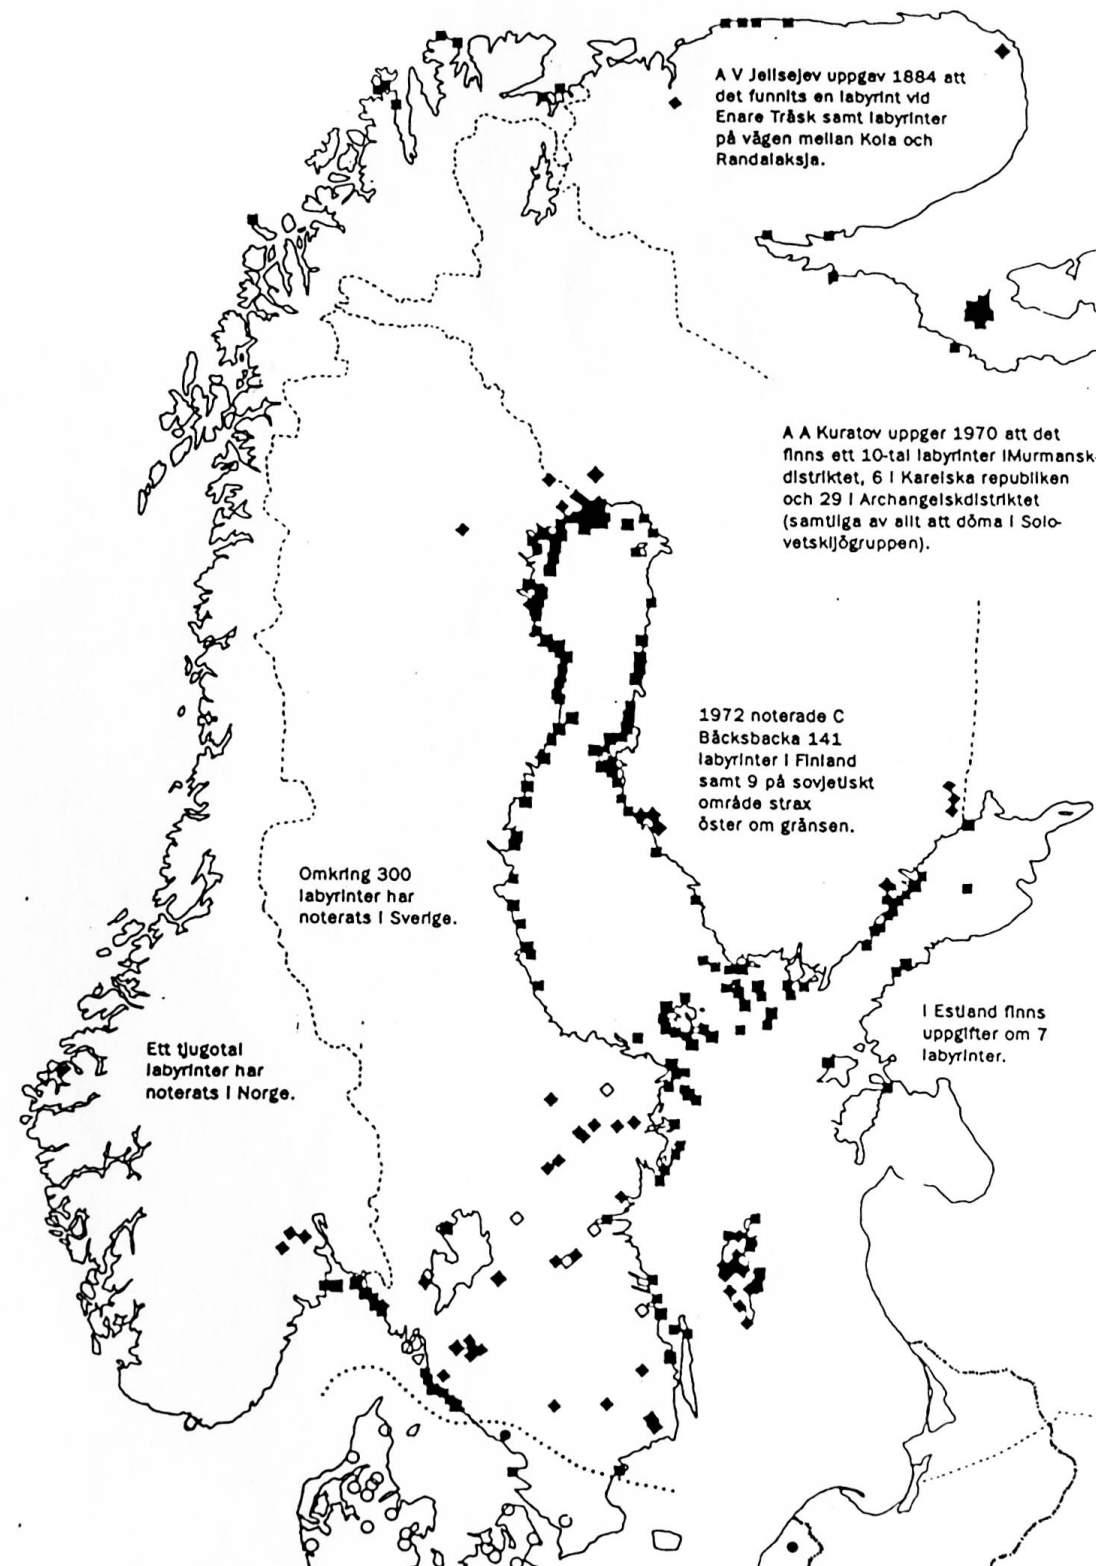 A V Jelisejev uppgav 1884 att
det funnits en labyrint vid
Enare Träsk samt labyrinter
på vägen mellan Kola och
Randalaksja.
A A Kuratov uppger 1970 att det
finns ett 10-tal labyrinter iMurmansk-
distriktet, 6 i Karelska republiken
och 29 i Archangelskdistriktet
(samtliga av allt att döma i Solo-
vetskijögruppen).
1972 noterade C
Bäcksbacka 141
labyrinter i Finland
samt 9 på sovjetiskt
område strax
öster om gränsen.
Omkring 300
labyrinter har
noterats i Sverige.
I Estland finns
uppgifter om 7
labyrinter.
Ett tjugotal
labyrinter har
noterats i Norge.